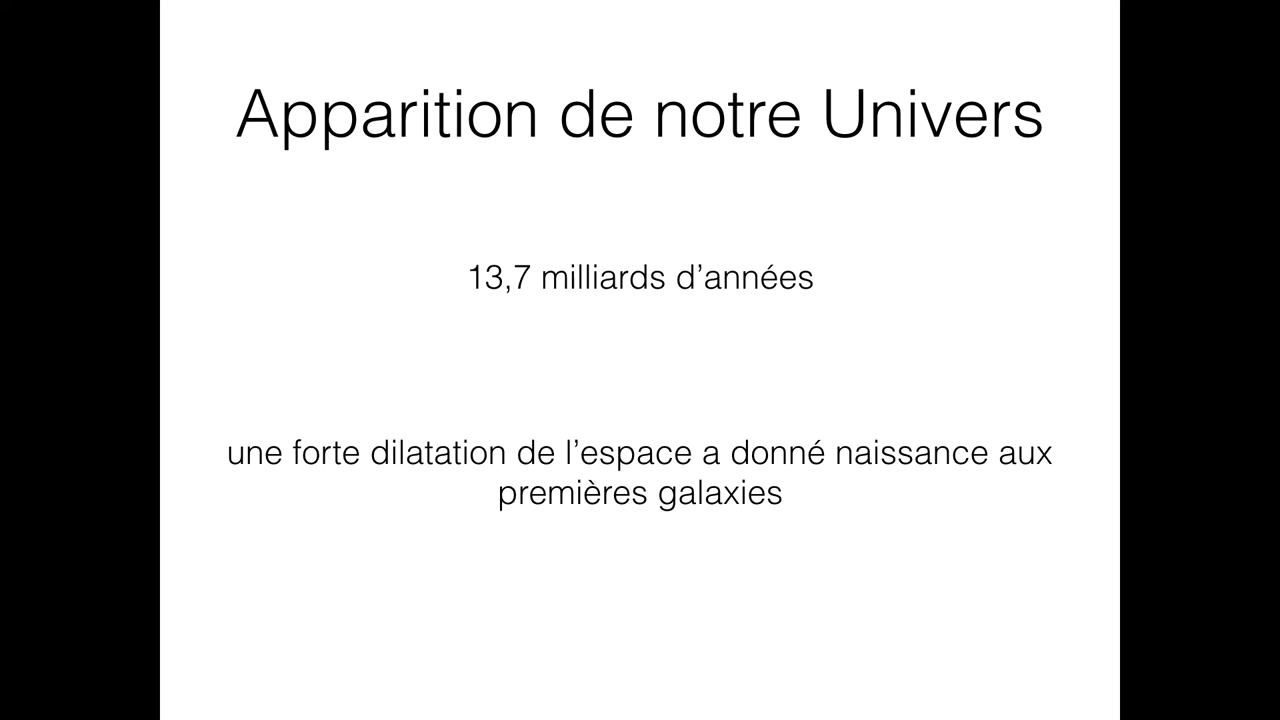 Apparition de notre Univers
13,7 milliards d’années
une forte dilatation de l’espace a donné naissance aux
premières galaxies